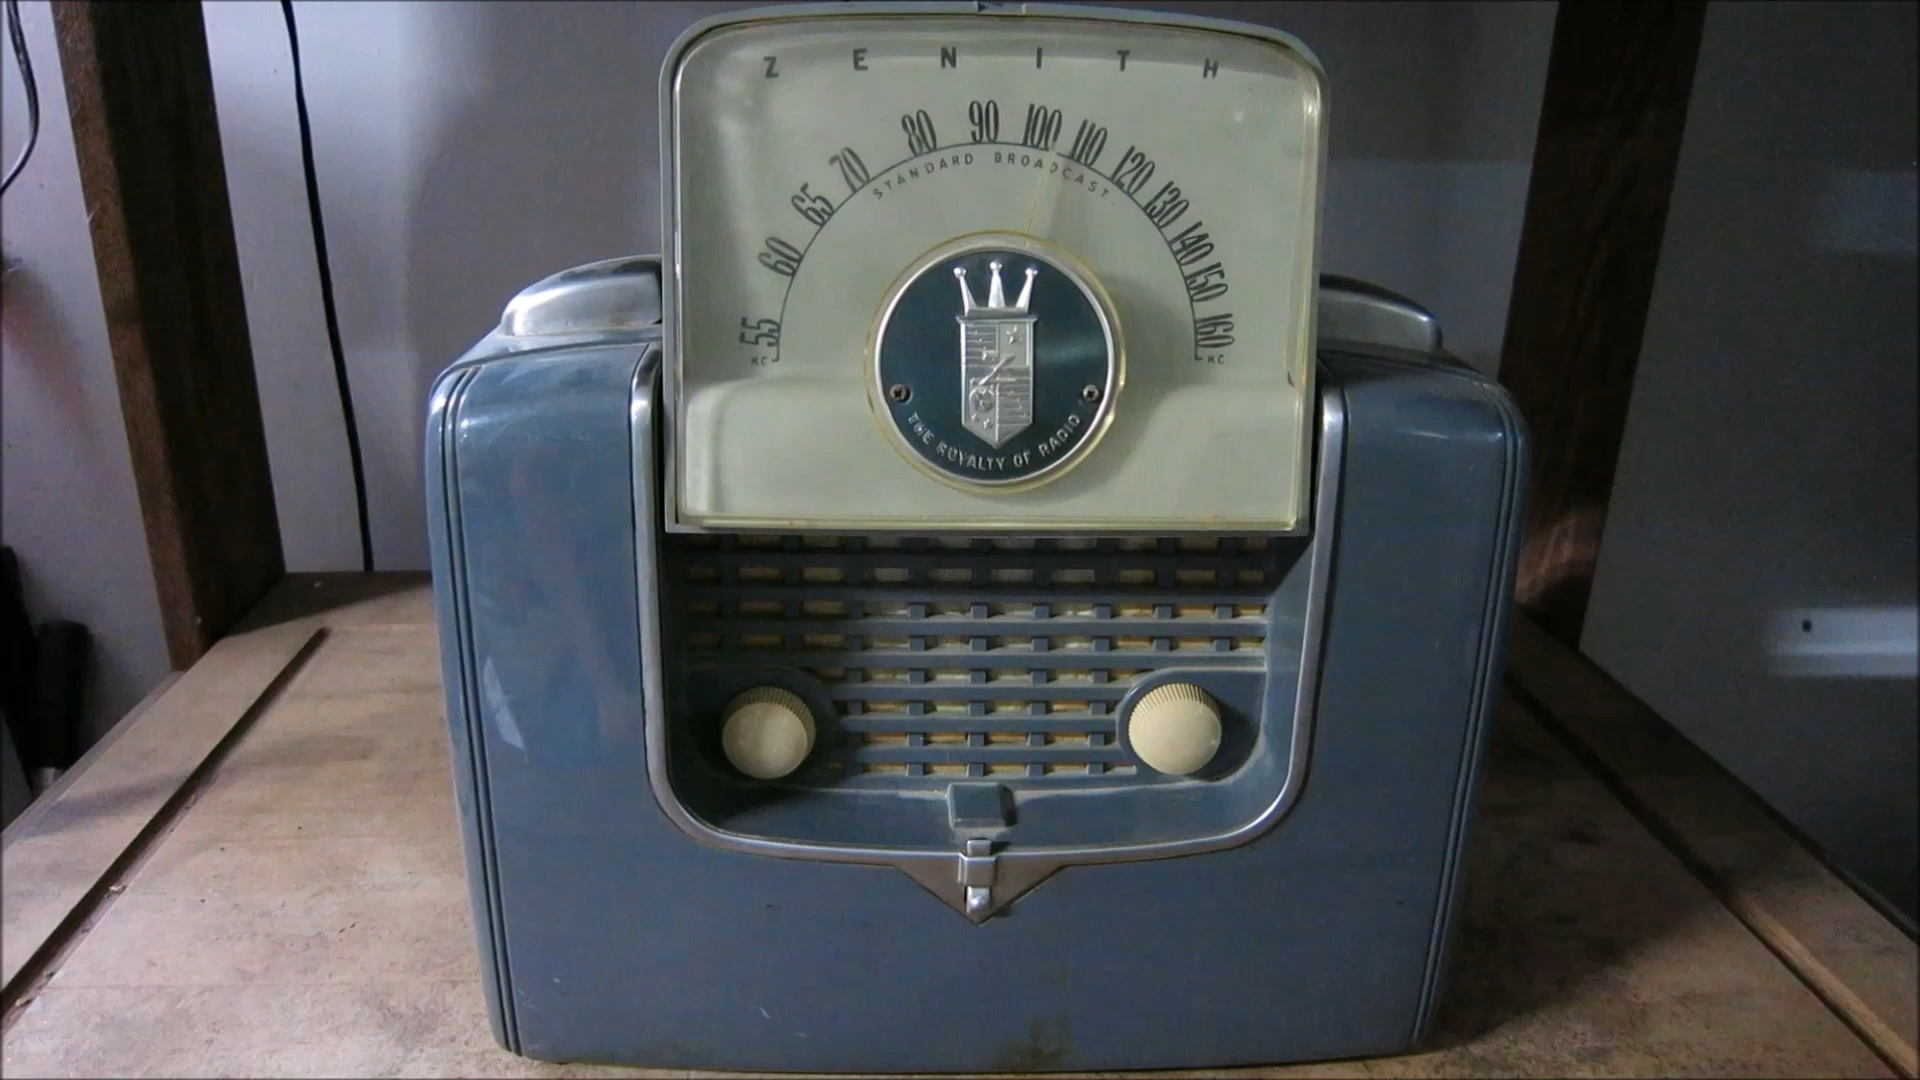 ZENITH
55 60 65 70 80 90 100 110 120 130 140 150 160
STANDARD BROADCAST
KC KC
THE ROYALTY OF RADIO